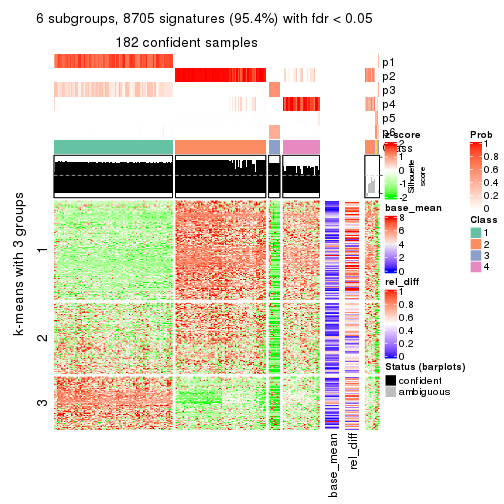 6 subgroups, 8705 signatures (95.4%) with fdr < 0.05
182 confident samples
p1
p2
p3
p4
p5
p6
Class
z-score
2
1
0
-1
-2
Silhouette
score
Prob
1
0.8
0.6
0.4
0.2
0
base_mean
8
6
4
2
0
Class
1
2
3
4
rel_diff
1
0.8
0.6
0.4
0.2
0
Status (barplots)
confident
ambiguous
k-means with 3 groups
1
2
3
base_mean
rel_diff